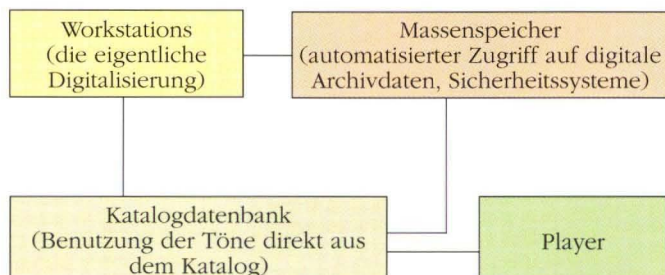 Workstations
(die eigentliche
Digitalisierung)
Massenspeicher
(automatisierter Zugriff auf digitale
Archivdaten, Sicherheitssysteme)
Katalogdatenbank
(Benutzung der Töne direkt aus
dem Katalog)
Player